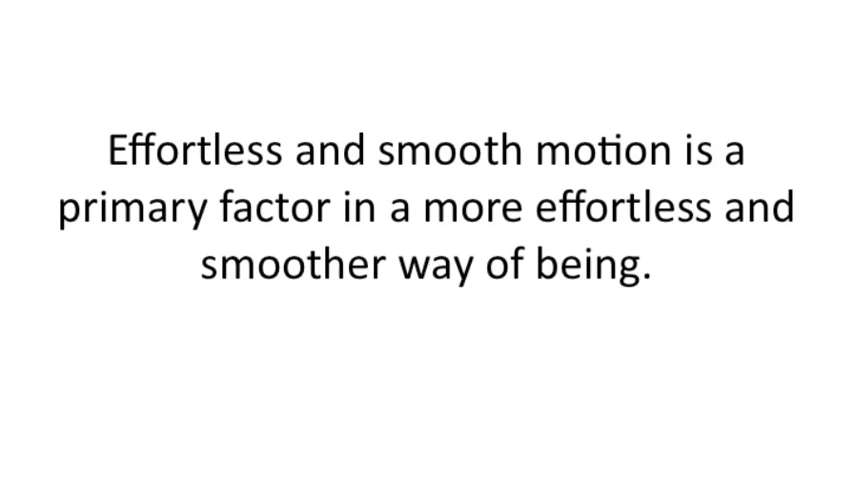 Effortless and smooth motion is a
primary factor in a more effortless and
smoother way of being.